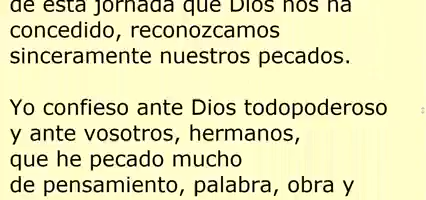 de esta jornada que Dios nos ha
concedido, reconozcamos
sinceramente nuestros pecados.
Yo confieso ante Dios todopoderoso
y ante vosotros, hermanos,
que he pecado mucho
de pensamiento, palabra, obra y